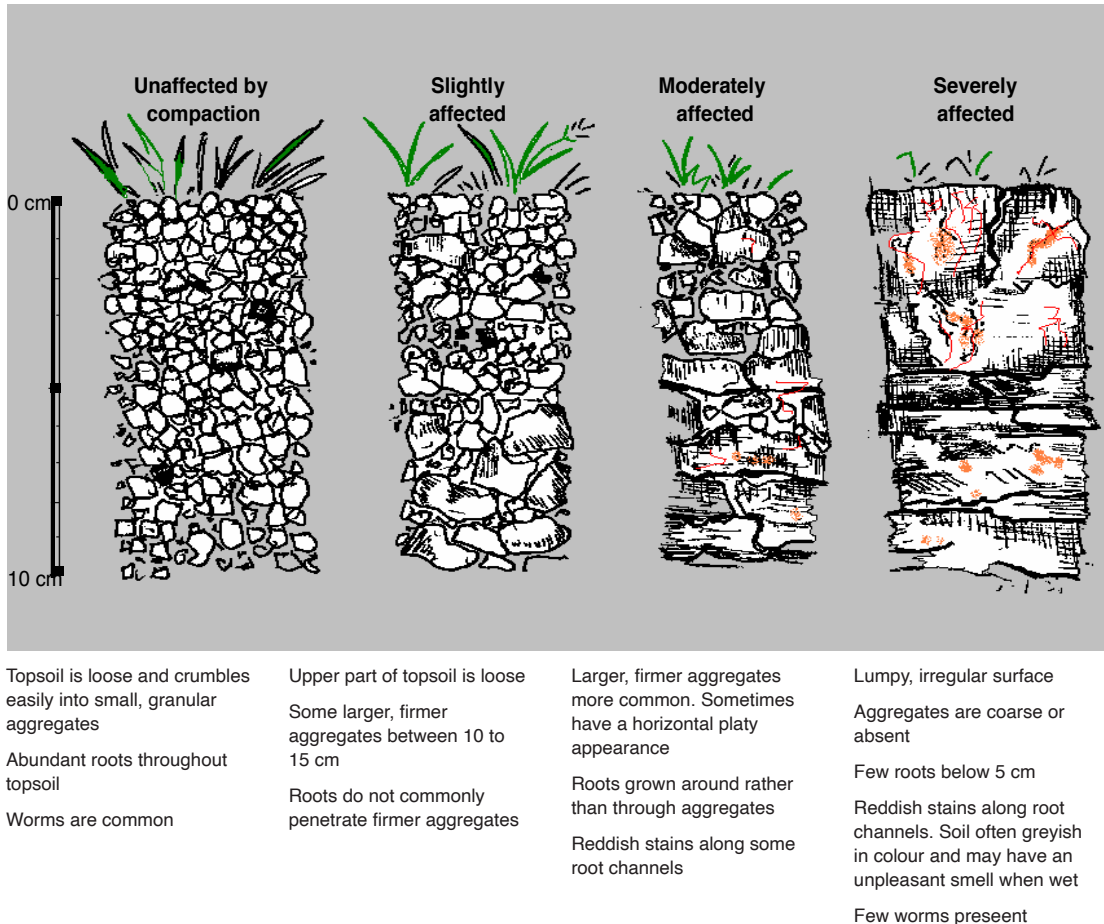 Unaffected by
compaction
Slightly
affected
Moderately
affected
Severely
affected
0 cm
10 cm
Topsoil is loose and crumbles
easily into small, granular
aggregates
Abundant roots throughout
topsoil
Worms are common
Upper part of topsoil is loose
Some larger, firmer
aggregates between 10 to
15 cm
Roots do not commonly
penetrate firmer aggregates
Larger, firmer aggregates
more common. Sometimes
have a horizontal platy
appearance
Roots grown around rather
than through aggregates
Reddish stains along some
root channels
Lumpy, irregular surface
Aggregates are coarse or
absent
Few roots below 5 cm
Reddish stains along root
channels. Soil often greyish
in colour and may have an
unpleasant smell when wet
Few worms preseent